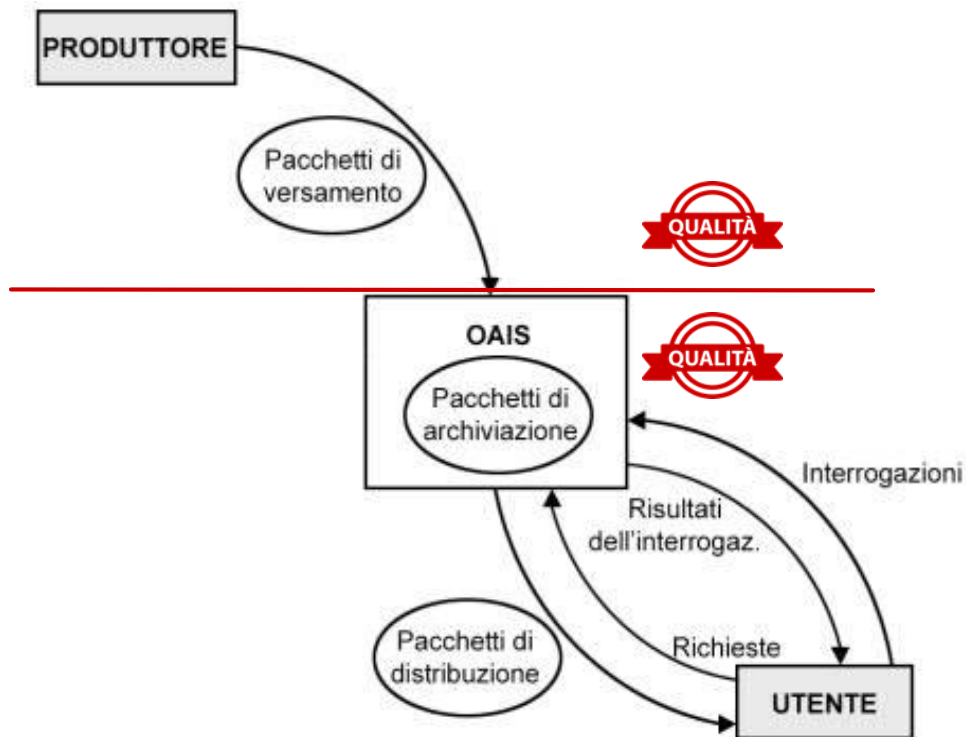 PRODUTTORE
Pacchetti di
versamento
QUALITÀ
OAIS
QUALITÀ
Pacchetti di
archiviazione
Interrogazioni
Risultati
dell'interrogaz.
Pacchetti di
distribuzione
Richieste
UTENTE